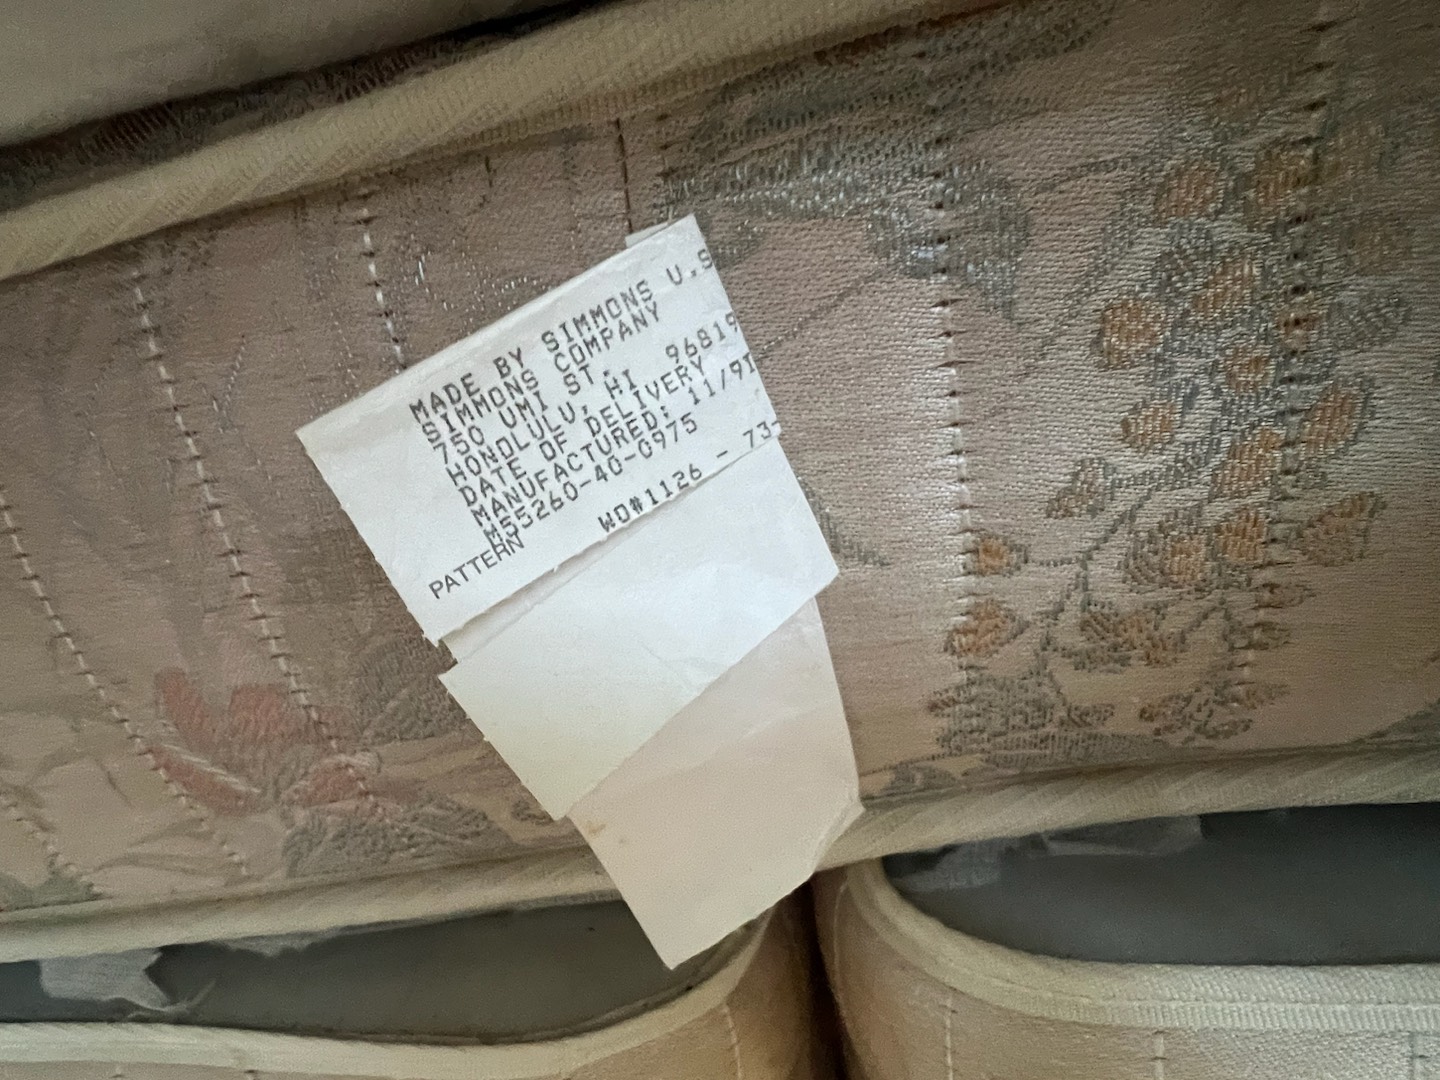 MADE BY SIMMONS U.S
SIMMONS COMPANY
750 UMI ST.
HONOLULU, HI 96819
DATE OF DELIVERY
MANUFACTURED: 11/91
M55260-40-0975
PATTERN WO#1126 - 73-